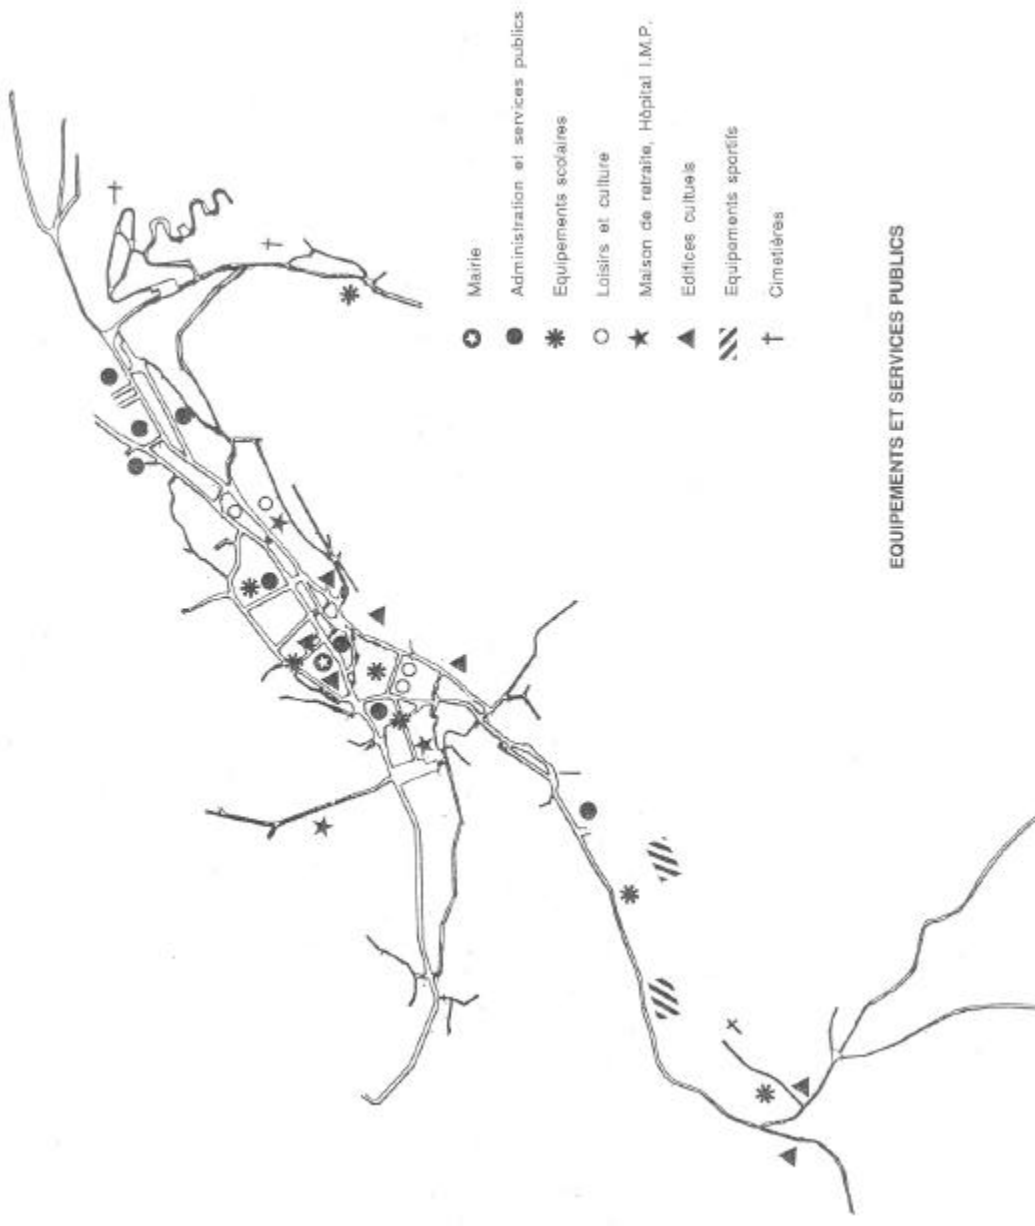 Mairie
Administration et services publics
Equipements scolaires
Loisirs et culture
Maison de retraite, Hôpital I.M.P.
Edifices cultuels
Equipements sportifs
Cimetières
EQUIPEMENTS ET SERVICES PUBLICS